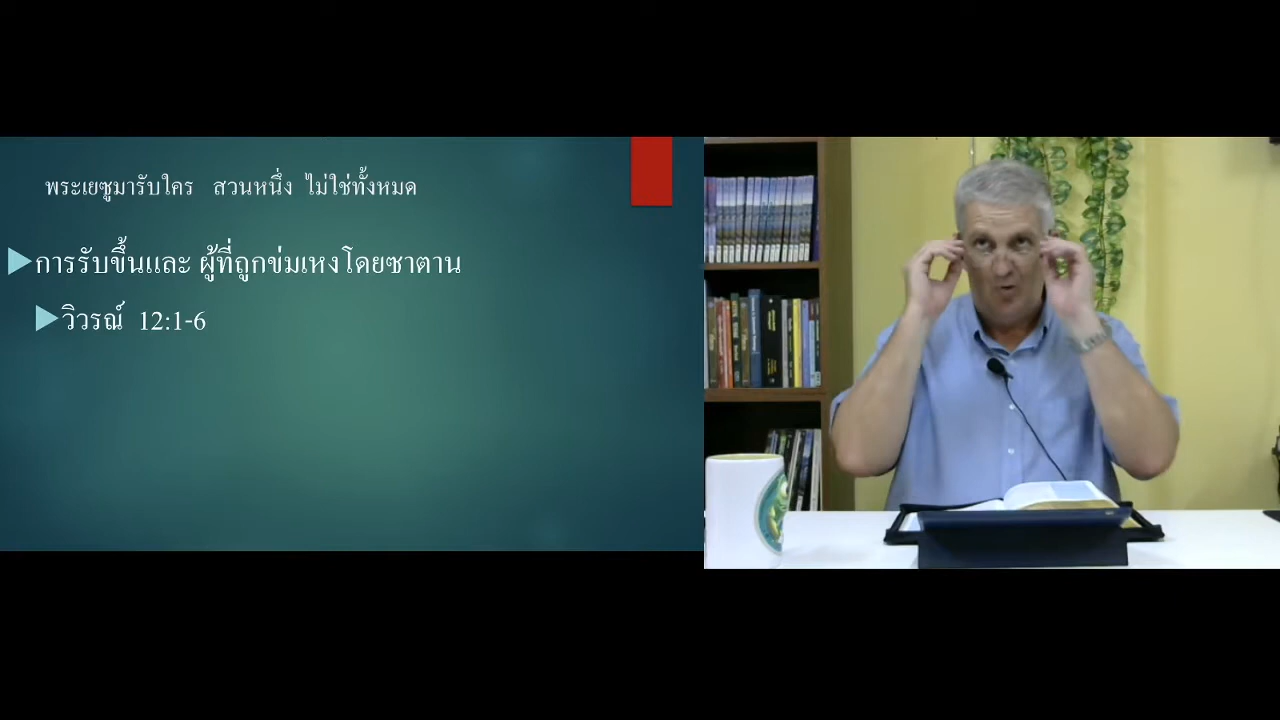 พระเยซูมารับใคร สวนหนึ่ง ไม่ใช่ทั้งหมด
การรับขึ้นและ ผู้ที่ถูกข่มเหงโดยซาตาน
วิวรณ์ 12:1-6